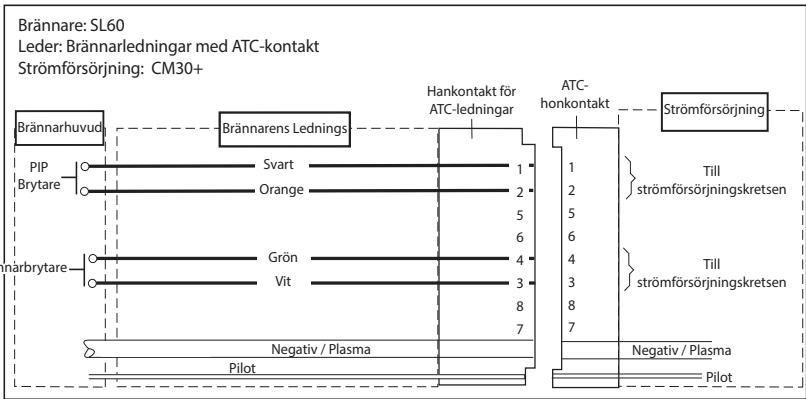 Brännare: SL60
Leder: Brännarledningar med ATC-kontakt
Strömförsörjning: CM30+
Hankontakt för
ATC-ledningar
ATC-
honkontakt
Brännarhuvud
Brännarens Lednings
Strömförsörjning
PIP
Brytare
Svart
Orange
1
2
5
6
4
3
8
7
1
2
5
6
4
3
8
7
Till
strömförsörjningskretsen
narbrytare
Grön
Vit
Till
strömförsörjningskretsen
Negativ / Plasma
Negativ / Plasma
Pilot
Pilot